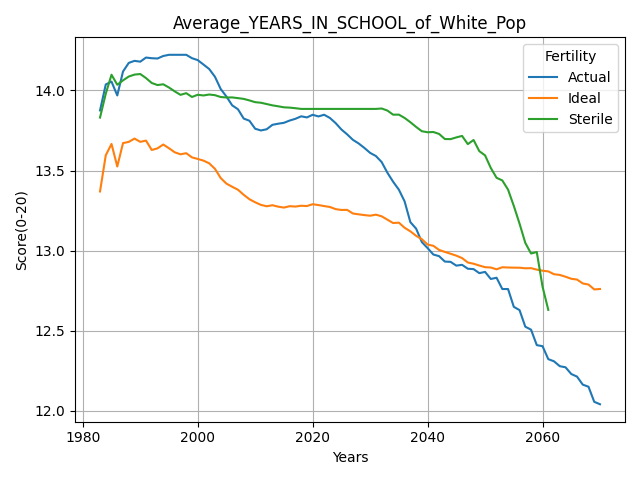 Average_YEARS_IN_SCHOOL_of_White_Pop
Fertility
Actual
Ideal
Sterile
Score(0-20)
14.0
13.5
13.0
12.5
12.0
1980 2000 2020 2040 2060
Years